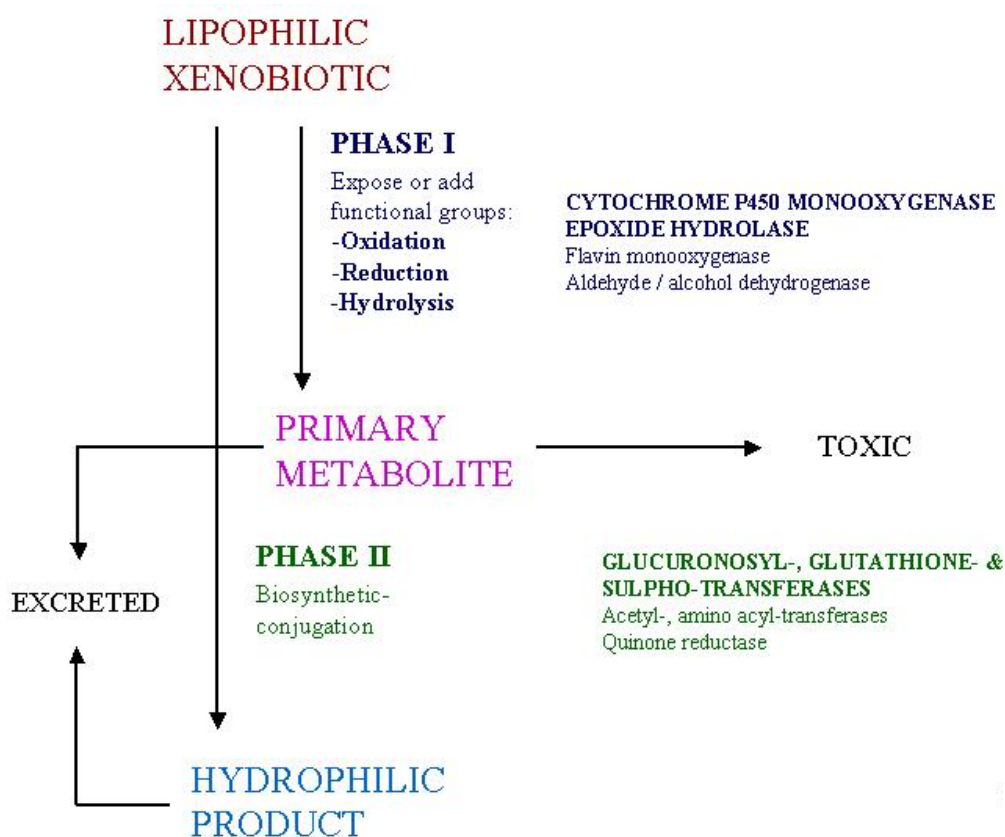 LIPOPHILIC
XENOBIOTIC
PHASE I
Expose or add
functional groups:
-Oxidation
-Reduction
-Hydrolysis
CYTOCHROME P450 MONOOXYGENASE
EPOXIDE HYDROLASE
Flavin monooxygenase
Aldehyde / alcohol dehydrogenase
PRIMARY
METABOLITE
TOXIC
PHASE II
Biosynthetic-
conjugation
GLUCURONOSYL-, GLUTATHIONE- &
SULPHO-TRANSFERASES
Acetyl-, amino acyl-transferases
Quinone reductase
EXCRETED
HYDROPHILIC
PRODUCT